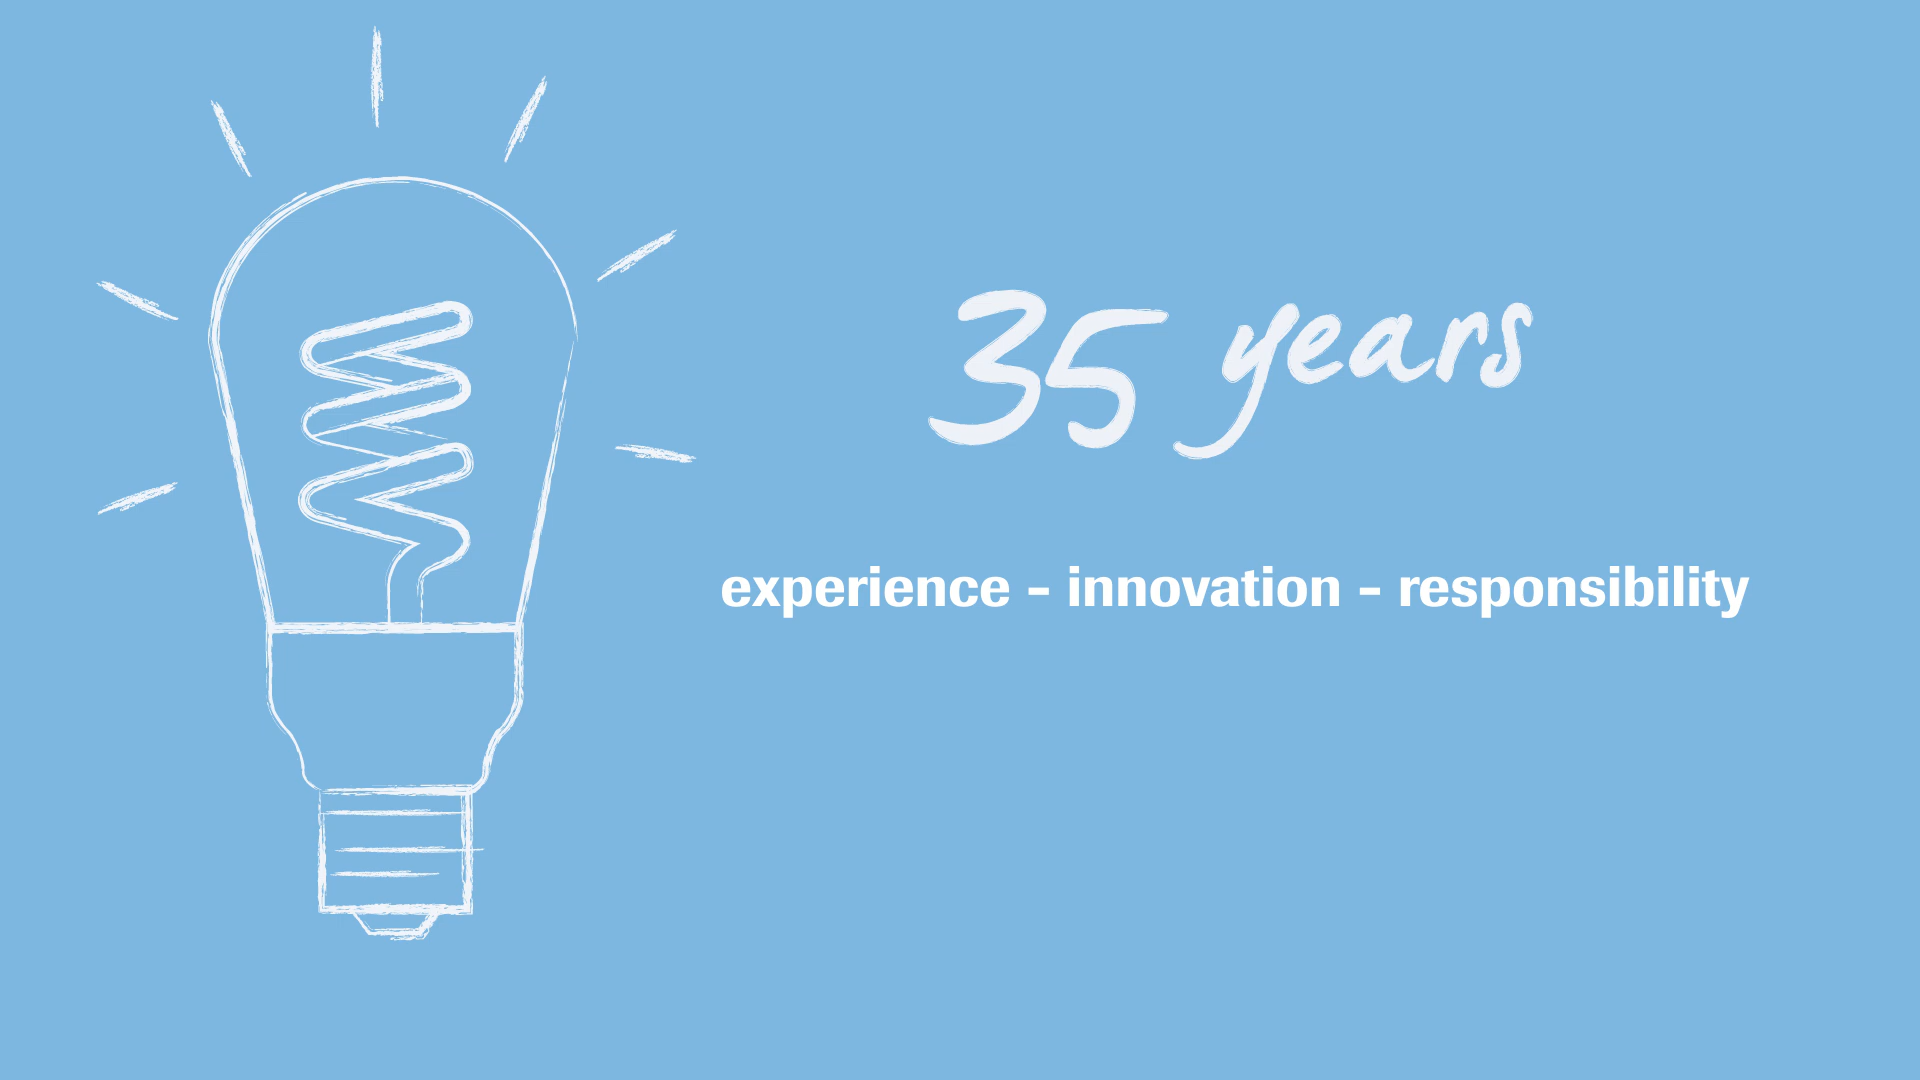 35 years
experience – innovation – responsibility